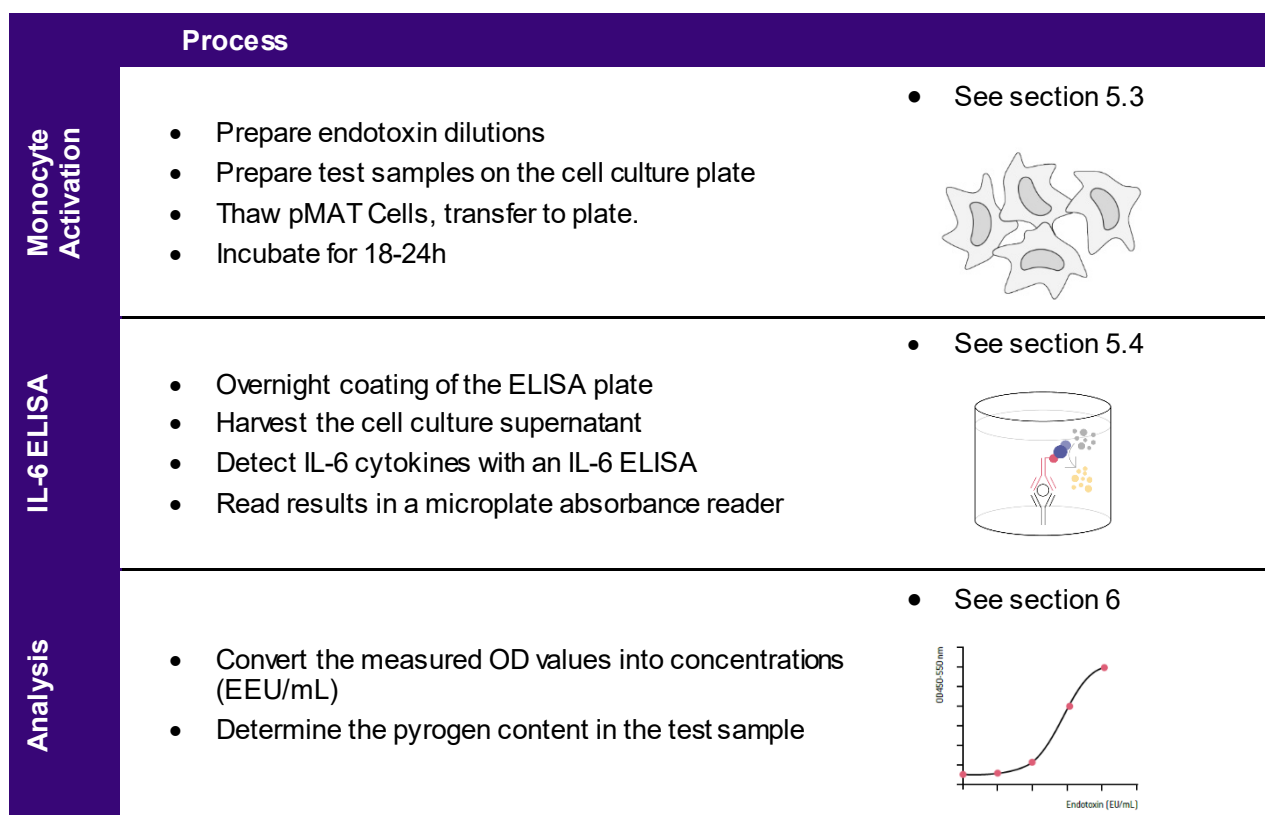 Process
Monocyte
Activation
• Prepare endotoxin dilutions
• Prepare test samples on the cell culture plate
• Thaw pMAT Cells, transfer to plate.
• Incubate for 18-24h
• See section 5.3
IL-6 ELISA
• Overnight coating of the ELISA plate
• Harvest the cell culture supernatant
• Detect IL-6 cytokines with an IL-6 ELISA
• Read results in a microplate absorbance reader
• See section 5.4
Analysis
• Convert the measured OD values into concentrations
(EEU/mL)
• Determine the pyrogen content in the test sample
• See section 6
OD450-550 nm
Endotoxin (EU/mL)